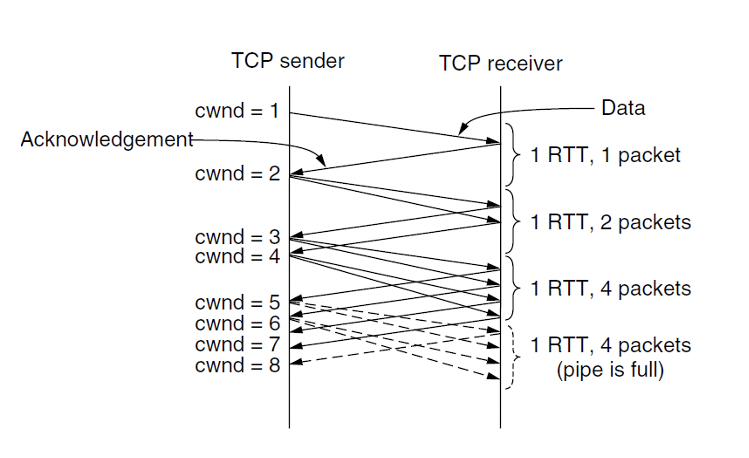 TCP sender
TCP receiver
cwnd = 1
Data
Acknowledgement
1 RTT, 1 packet
cwnd = 2
1 RTT, 2 packets
cwnd = 3
cwnd = 4
1 RTT, 4 packets
cwnd = 5
cwnd = 6
cwnd = 7
1 RTT, 4 packets
(pipe is full)
cwnd = 8